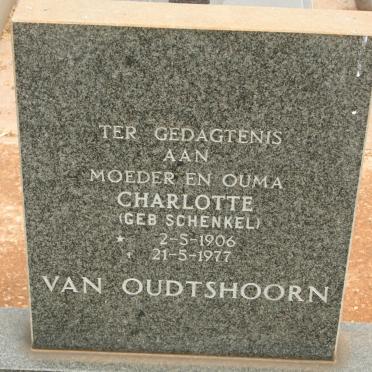 TER GEDAGTENIS
AAN
MOEDER EN OUMA
CHARLOTTE
(GEB SCHENKEL)
* 2-5-1906
† 21-5-1977
VAN OUDTSHOORN